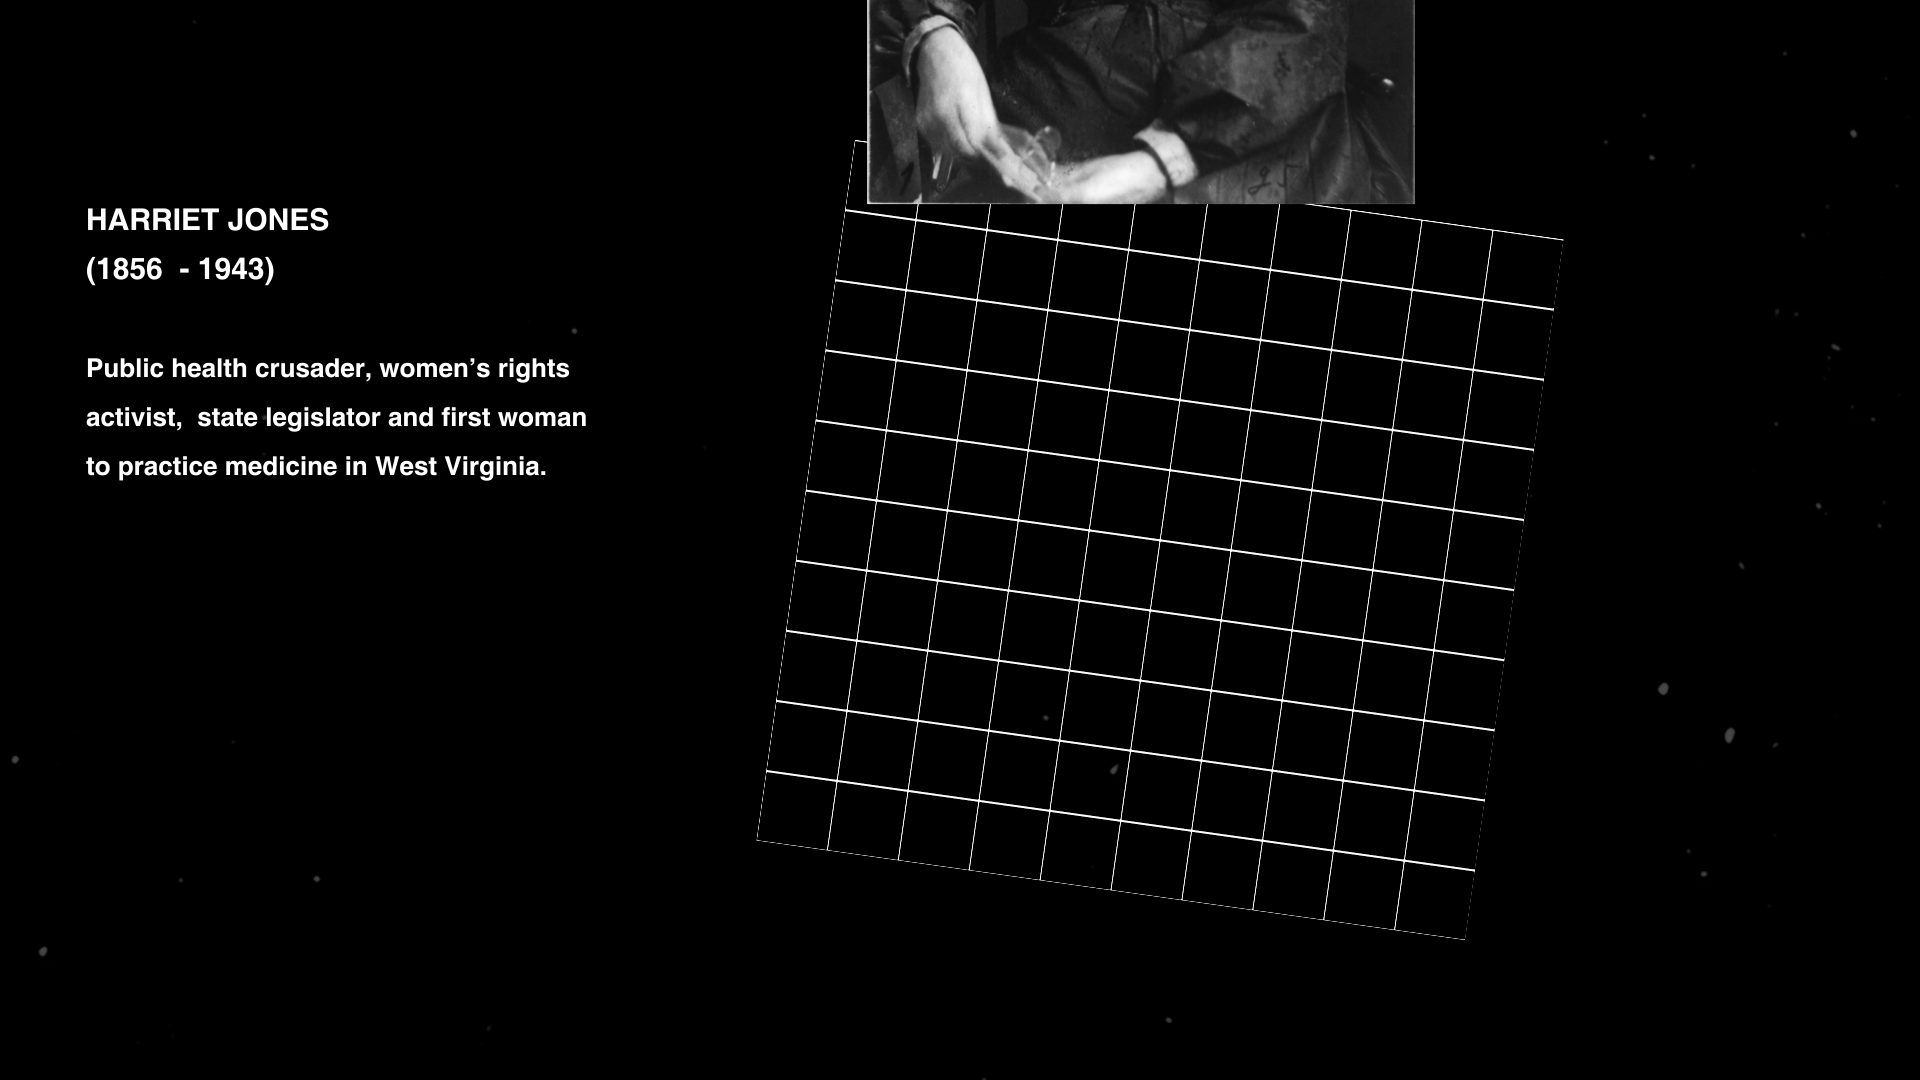 HARRIET JONES
(1856  - 1943)
Public health crusader, women’s rights
activist,  state legislator and first woman
to practice medicine in West Virginia.